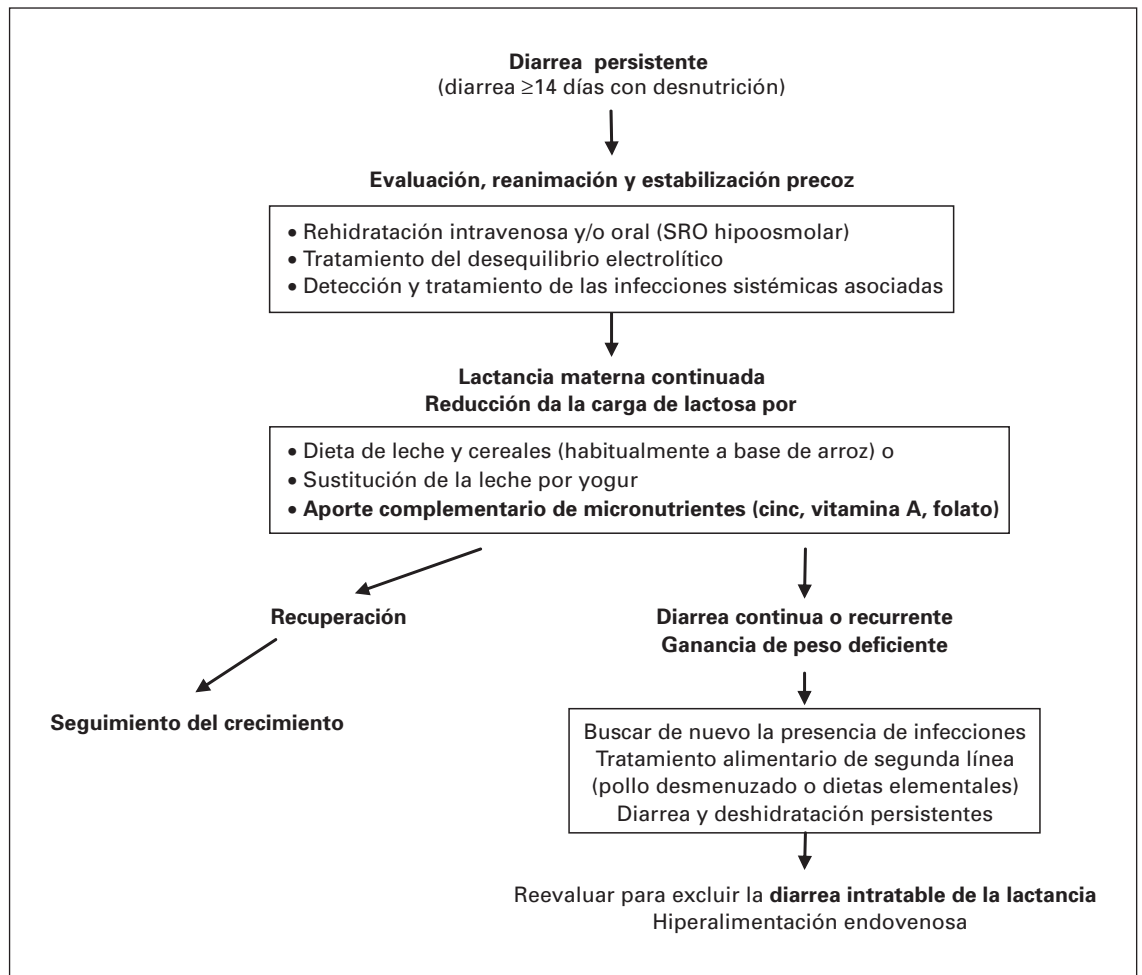 Diarrea persistente
(diarrea ≥14 días con desnutrición)
Evaluación, reanimación y estabilización precoz
• Rehidratación intravenosa y/o oral (SRO hipoosmolar)
• Tratamiento del desequilibrio electrolítico
• Detección y tratamiento de las infecciones sistémicas asociadas
Lactancia materna continuada
Reducción da la carga de lactosa por
• Dieta de leche y cereales (habitualmente a base de arroz) o
• Sustitución de la leche por yogur
• Aporte complementario de micronutrientes (cinc, vitamina A, folato)
Recuperación
Seguimiento del crecimiento
Diarrea continua o recurrente
Ganancia de peso deficiente
Buscar de nuevo la presencia de infecciones
Tratamiento alimentario de segunda línea
(pollo desmenuzado o dietas elementales)
Diarrea y deshidratación persistentes
Reevaluar para excluir la diarrea intratable de la lactancia
Hiperalimentación endovenosa